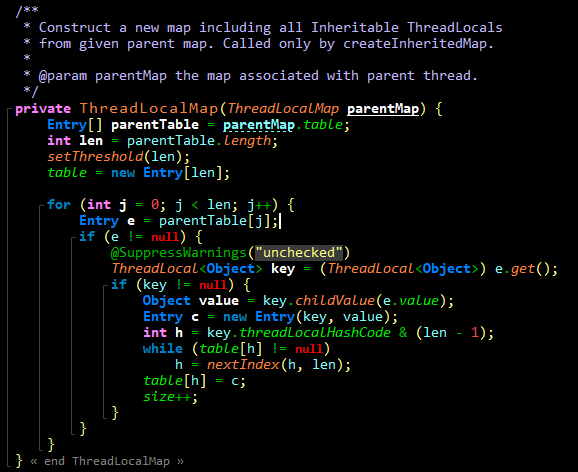 /**
 * Construct a new map including all Inheritable ThreadLocals
 * from given parent map. Called only by createInheritedMap.
 *
 * @param parentMap the map associated with parent thread.
 */
private ThreadLocalMap(ThreadLocalMap parentMap) {
    Entry[] parentTable = parentMap.table;
    int len = parentTable.length;
    setThreshold(len);
    table = new Entry[len];

    for (int j = 0; j < len; j++) {
        Entry e = parentTable[j];
        if (e != null) {
            @SuppressWarnings("unchecked")
            ThreadLocal<Object> key = (ThreadLocal<Object>) e.get();
            if (key != null) {
                Object value = key.childValue(e.value);
                Entry c = new Entry(key, value);
                int h = key.threadLocalHashCode & (len - 1);
                while (table[h] != null)
                    h = nextIndex(h, len);
                table[h] = c;
                size++;
            }
        }
    }
} « end ThreadLocalMap »